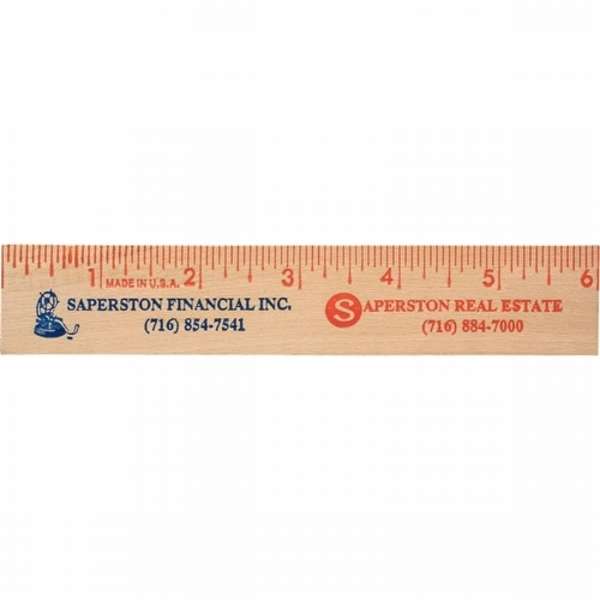 1 MADE IN U.S.A. 2 3 4 5 6
SAPERSTON FINANCIAL INC.
(716) 854-7541
SAPERSTON REAL ESTATE
(716) 884-7000